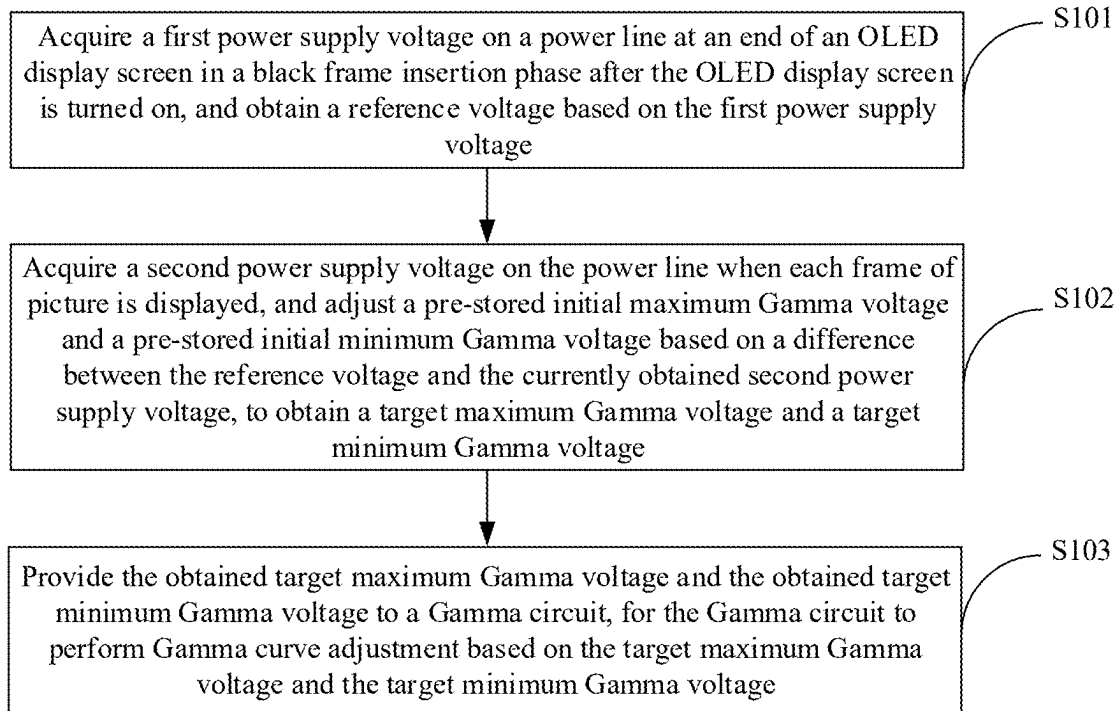 S101
Acquire a first power supply voltage on a power line at an end of an OLED
display screen in a black frame insertion phase after the OLED display screen
is turned on, and obtain a reference voltage based on the first power supply
voltage
S102
Acquire a second power supply voltage on the power line when each frame of
picture is displayed, and adjust a pre-stored initial maximum Gamma voltage
and a pre-stored initial minimum Gamma voltage based on a difference
between the reference voltage and the currently obtained second power
supply voltage, to obtain a target maximum Gamma voltage and a target
minimum Gamma voltage
S103
Provide the obtained target maximum Gamma voltage and the obtained target
minimum Gamma voltage to a Gamma circuit, for the Gamma circuit to
perform Gamma curve adjustment based on the target maximum Gamma
voltage and the target minimum Gamma voltage